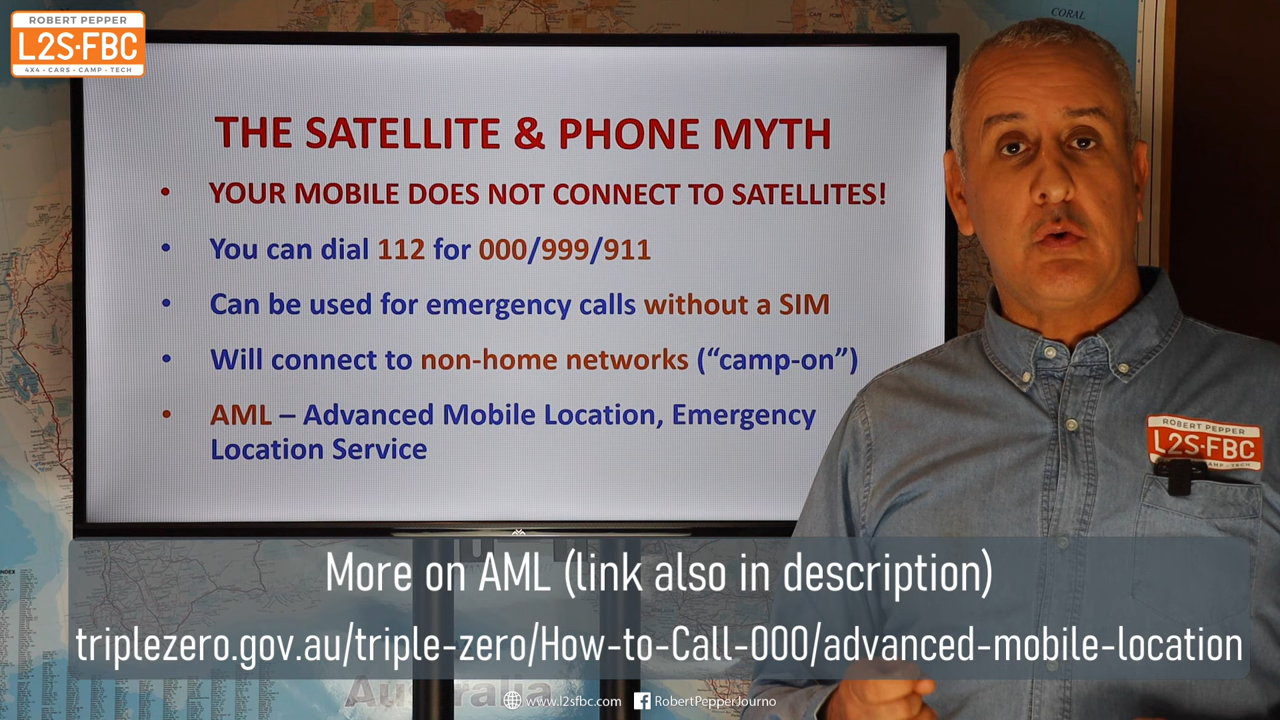 ROBERT PEPPER
L2S·FBC
4X4 · CARS · CAMP · TECH
CORAL
THE SATELLITE & PHONE MYTH
• YOUR MOBILE DOES NOT CONNECT TO SATELLITES!
• You can dial 112 for 000/999/911
• Can be used for emergency calls without a SIM
• Will connect to non-home networks (“camp-on”)
• AML – Advanced Mobile Location, Emergency
Location Service
ROBERT PEPPER
L2S·FBC
More on AML (link also in description)
triplezero.gov.au/triple-zero/How-to-Call-000/advanced-mobile-location
Australia
www.l2sfbc.com
RobertPepperJourno